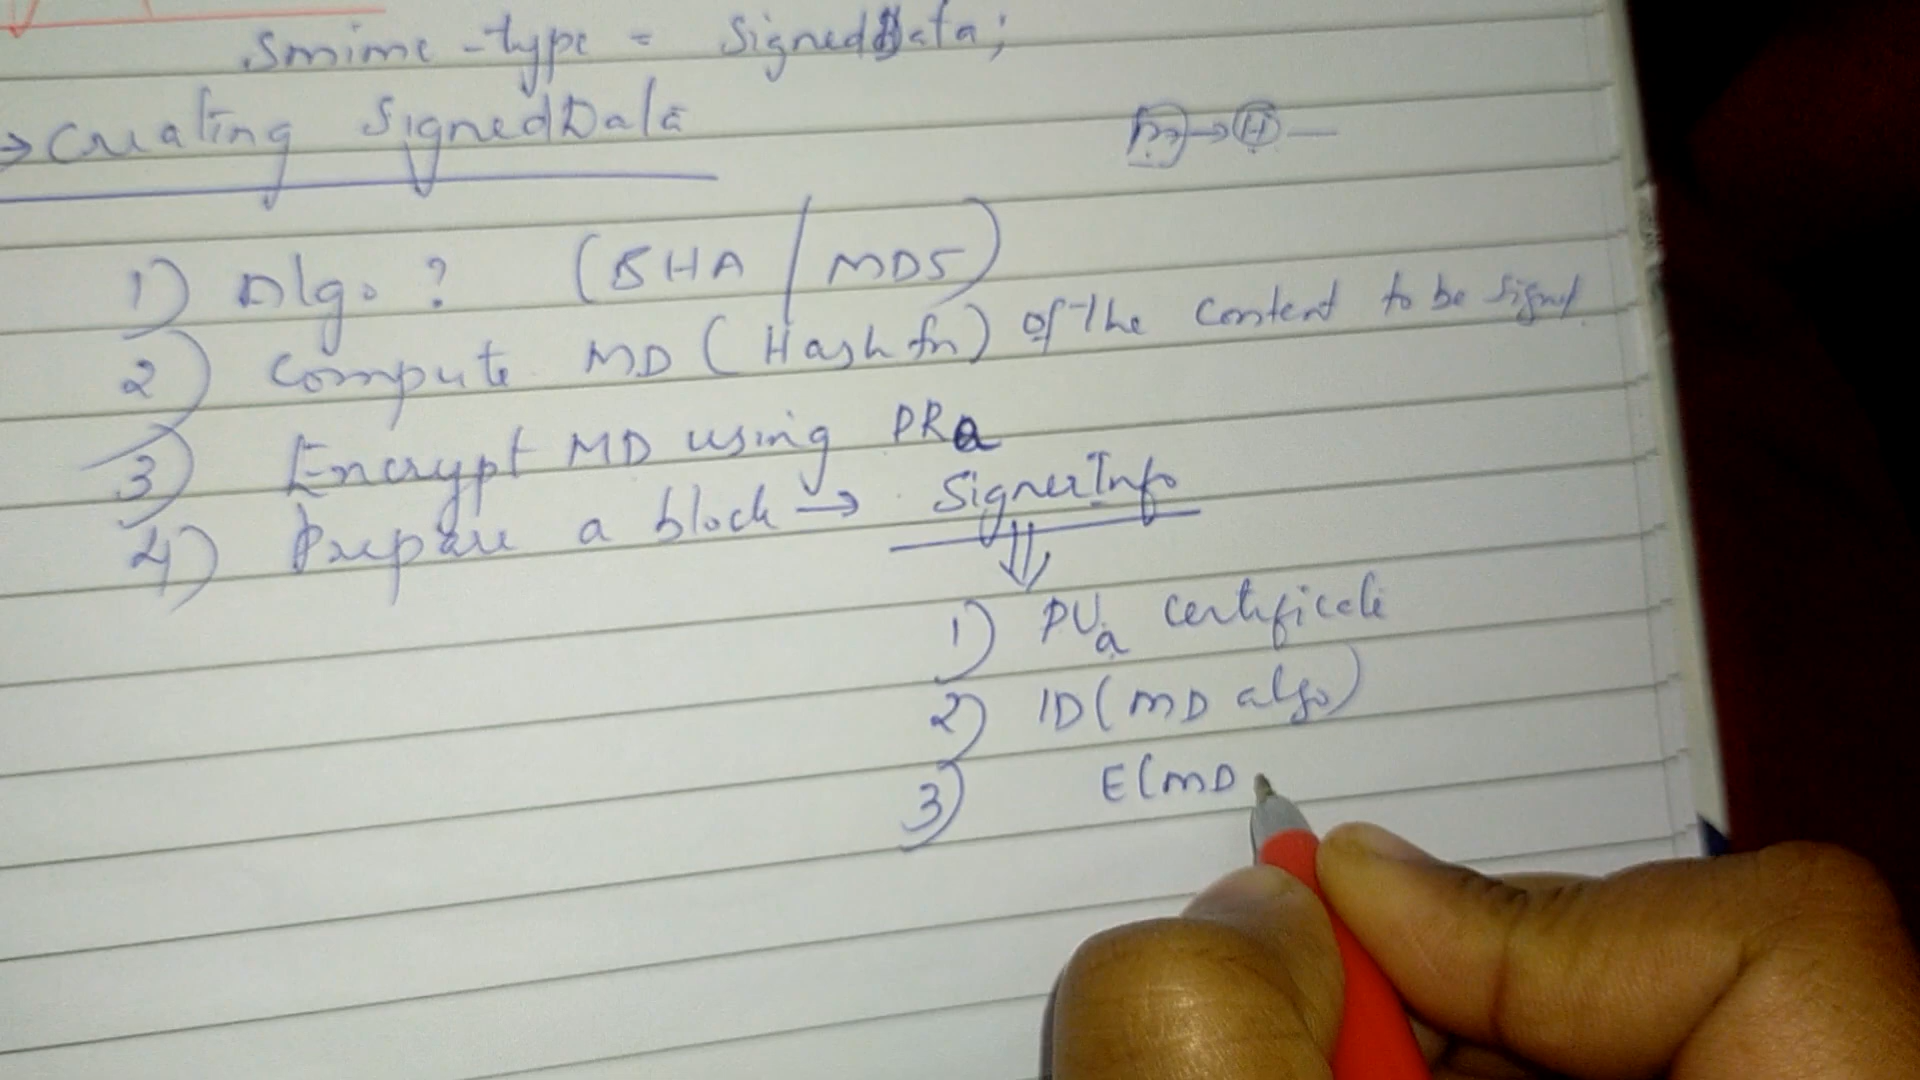 smime-type = SignedData;
→ Creating SignedData
m → H —
1) Algo? (SHA / MD5)
2) Compute MD (Hash fn) of the content to be signed
3) Encrypt MD using PRa
4) Prepare a block → SignerInfo
1) PUa certificate
2) ID (MD algo)
3) E(MD